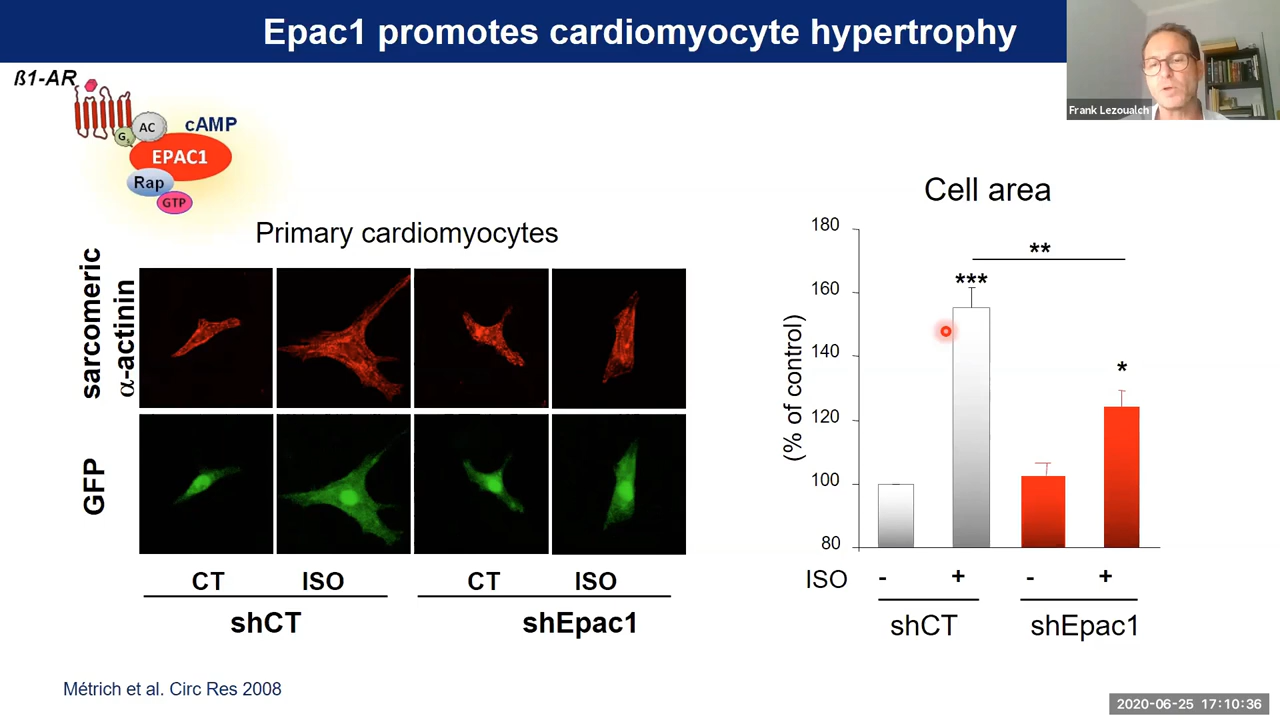 Epac1 promotes cardiomyocyte hypertrophy
Frank Lezoualch
ß1-AR
AC
cAMP
Gs
EPAC1
Rap
GTP
Primary cardiomyocytes
sarcomeric
α-actinin
GFP
CT
ISO
CT
ISO
shCT
shEpac1
Cell area
(% of control)
180
160
140
120
100
80
**
***
*
ISO
-
+
-
+
shCT
shEpac1
Métrich et al. Circ Res 2008
2020-06-25 17:10:36